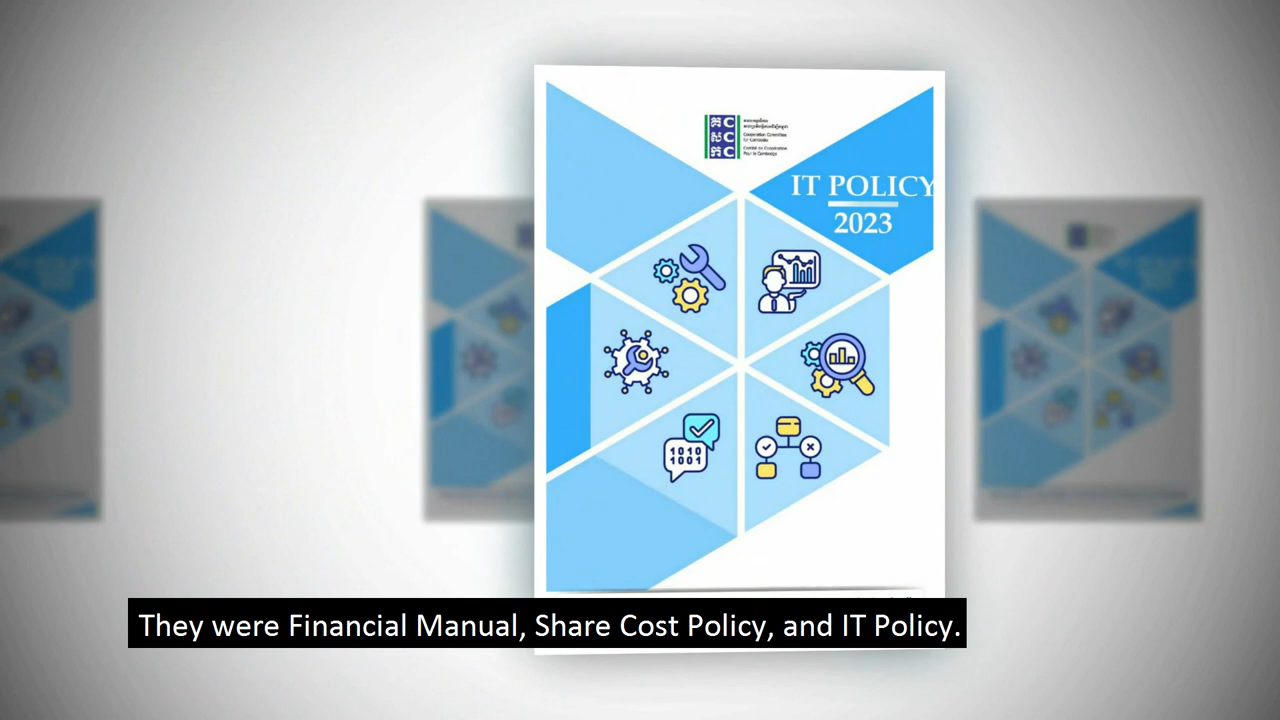 CCC
Cooperation Committee
for Cambodia
Comité de Coopération
Pour le Cambodge
IT POLICY
2023
1010
1001
They were Financial Manual, Share Cost Policy, and IT Policy.